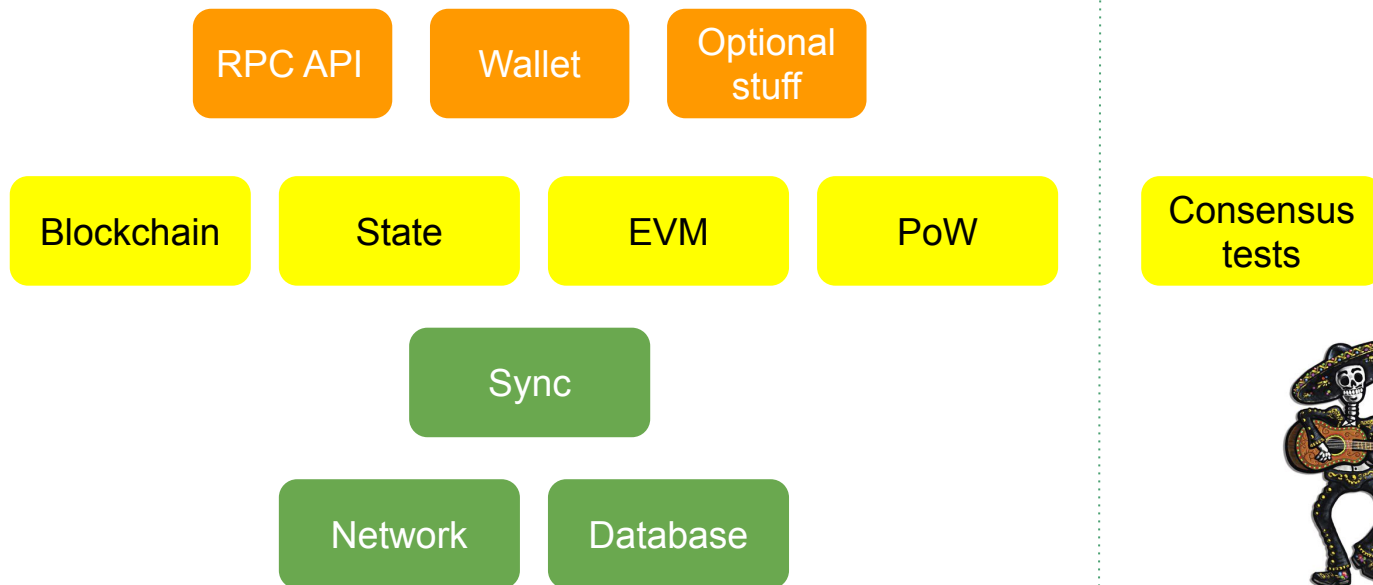 RPC API
Wallet
Optional
stuff
Blockchain
State
EVM
PoW
Consensus
tests
Sync
Network
Database